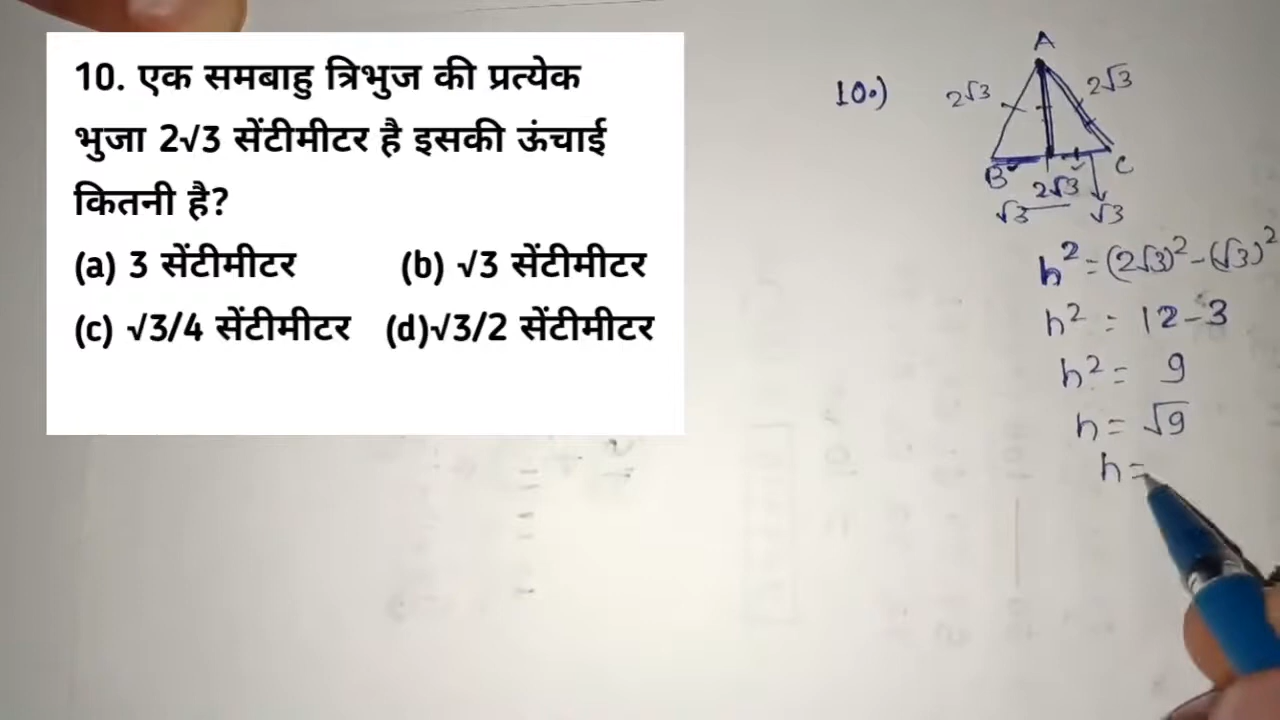 10. एक समबाहु त्रिभुज की प्रत्येक
भुजा 2√3 सेंटीमीटर है इसकी ऊंचाई
कितनी है?
(a) 3 सेंटीमीटर (b) √3 सेंटीमीटर
(c) √3/4 सेंटीमीटर (d)√3/2 सेंटीमीटर
10.)
A
2√3 2√3
B C
2√3
√3 √3
h² = (2√3)² - (√3)²
h² = 12 - 3
h² = 9
h = √9
h =